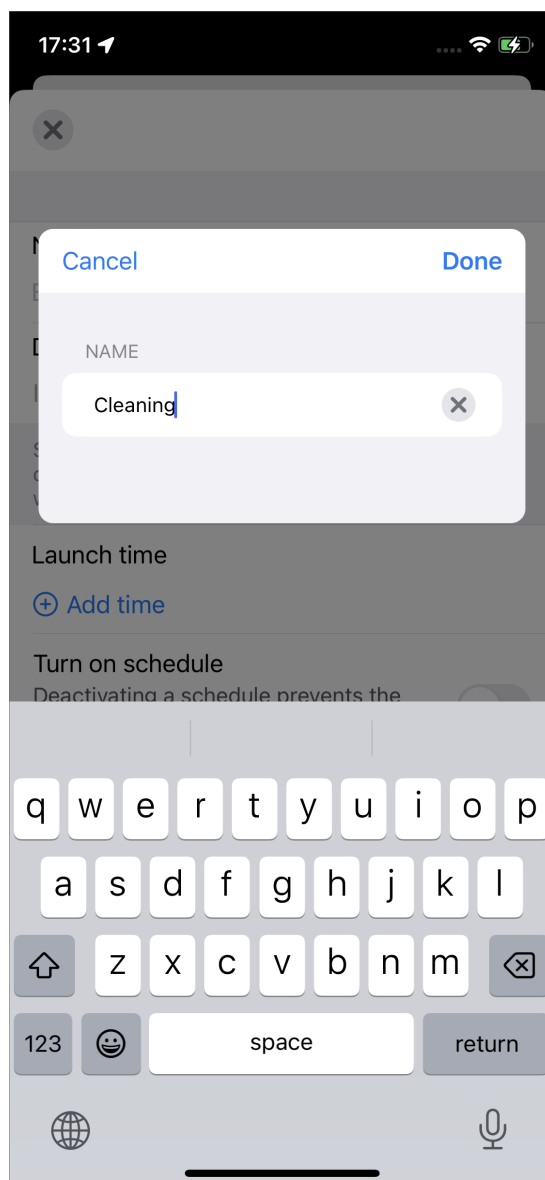 17:31
Cancel Done
NAME
Cleaning
Launch time
Add time
Turn on schedule
Deactivating a schedule prevents the
q w e r t y u i o p
a s d f g h j k l
z x c v b n m
123 space return